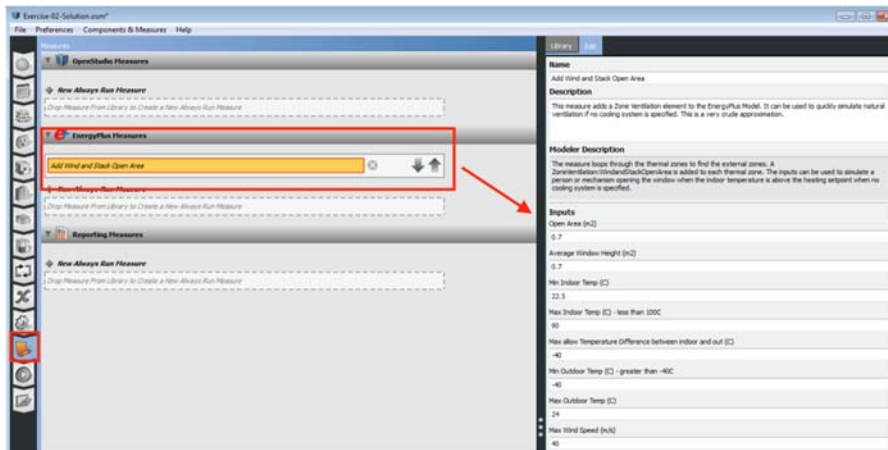 Exercise-02-Solution.osm*
File Preferences Components & Measures Help
Measures
OpenStudio Measures
New Always Run Measure
Drop Measure From Library to Create a New Always Run Measure
EnergyPlus Measures
Add Wind and Stack Open Area
New Always Run Measure
Drop Measure From Library to Create a New Always Run Measure
Reporting Measures
New Always Run Measure
Drop Measure From Library to Create a New Always Run Measure
Library Edit
Name
Add Wind and Stack Open Area
Description
This measure adds a Zone Ventilation element to the EnergyPlus Model. It can be used to quickly simulate natural
ventilation if no cooling system is specified. This is a very crude approximation.
Modeler Description
The measure loops through the thermal zones to find the external zones. A
ZoneVentilation:WindandStackOpenArea is added to each thermal zone. The inputs can be used to simulate a
person or mechanism opening the window when the indoor temperature is above the heating setpoint when no
cooling system is specified.
Inputs
Open Area (m2)
0.7
Average Window Height (m2)
0.7
Min Indoor Temp (C)
22.5
Max Indoor Temp (C) - less than 100C
90
Max allow Temperature Difference between indoor and out (C)
-40
Min Outdoor Temp (C) - greater than -40C
-40
Max Outdoor Temp (C)
24
Max Wind Speed (m/s)
40